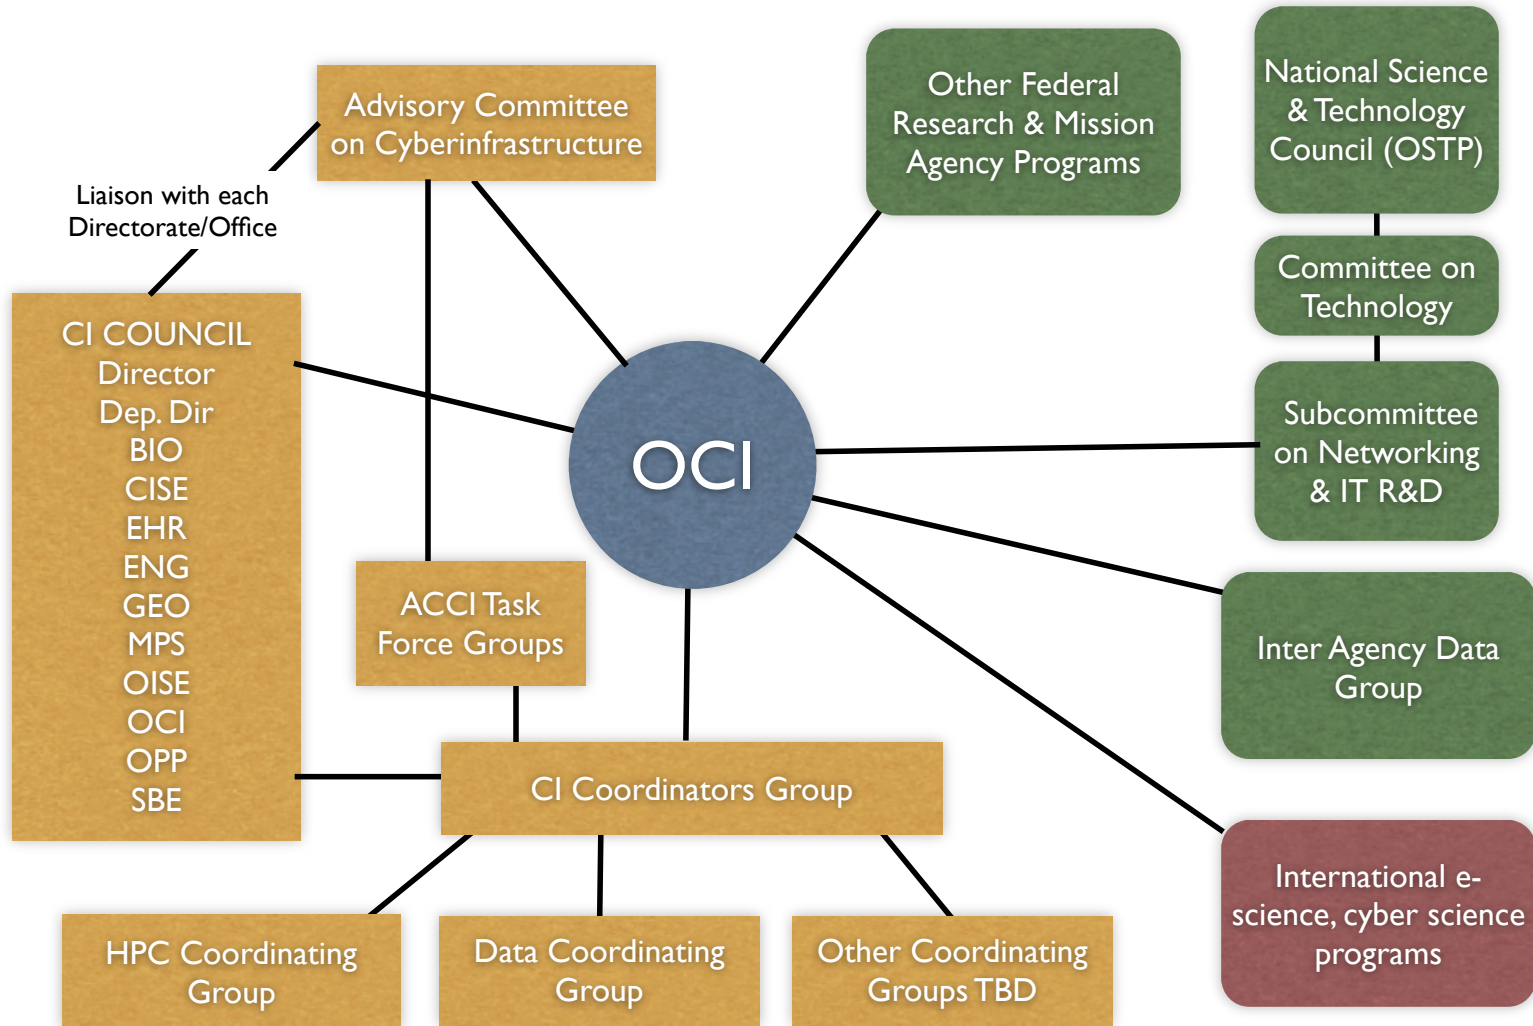 Advisory Committee
on Cyberinfrastructure
Other Federal
Research & Mission
Agency Programs
National Science
& Technology
Council (OSTP)
Liaison with each
Directorate/Office
Committee on
Technology
CI COUNCIL
Director
Dep. Dir
BIO
CISE
EHR
ENG
GEO
MPS
OISE
OCI
OPP
SBE
OCI
Subcommittee
on Networking
& IT R&D
ACCI Task
Force Groups
Inter Agency Data
Group
CI Coordinators Group
International e-
science, cyber science
programs
HPC Coordinating
Group
Data Coordinating
Group
Other Coordinating
Groups TBD